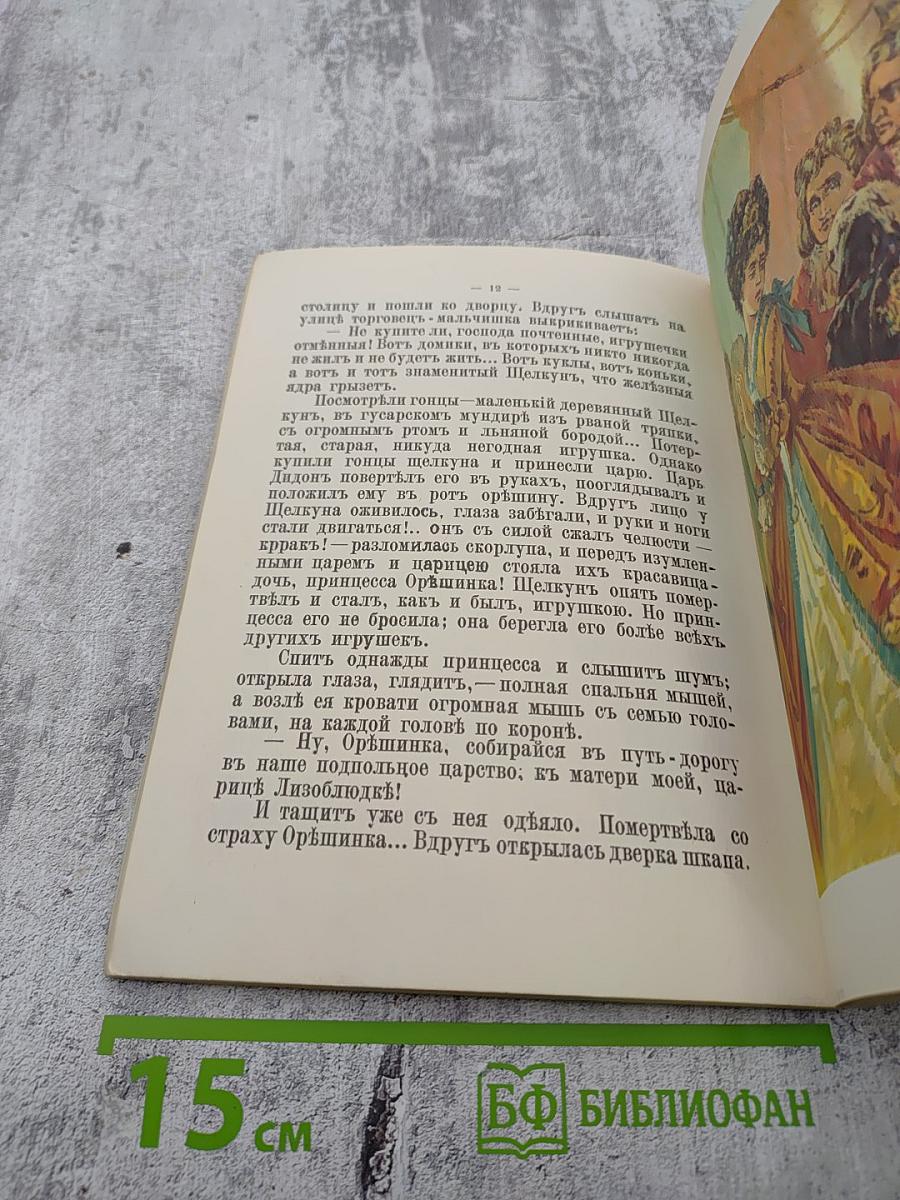 — 12 —
столицу и пошли ко дворцу. Вдругъ слышатъ на
улицѣ торговецъ-мальчишка выкрикиваетъ:
— Не купите ли, господа почтенные, игрушечки
отмѣнныя! Вотъ домики, въ которыхъ никто никогда
не жилъ и не будетъ жить... Вотъ куклы, вотъ коньки,
а вотъ и тотъ знаменитый Щелкунъ, что желѣзныя
ядра грызетъ.
Посмотрѣли гонцы—маленькій деревянный Щел-
кунъ, въ гусарскомъ мундирѣ изъ рваной тряпки,
съ огромнымъ ртомъ и льняной бородой... Потер-
тая, старая, никуда негодная игрушка. Однако
купили гонцы щелкуна и принесли царю. Царь
Дидонъ повертѣлъ его въ рукахъ, пооглядывалъ и
положилъ ему въ ротъ орѣшину. Вдругъ лицо у
Щелкуна оживилось, глаза забѣгали, и руки и ноги
стали двигаться!.. онъ съ силой сжалъ челюсти —
крракъ!—разломилась скорлупа, и передъ изумлен-
ными царемъ и царицею стояла ихъ красавица-
дочь, принцесса Орѣшинка! Щелкунъ опять помер-
твѣлъ и сталъ, какъ и былъ, игрушкою. Но прин-
цесса его не бросила; она берегла его болѣе всѣхъ
другихъ игрушекъ.
Спитъ однажды принцесса и слышитъ шумъ;
открыла глаза, глядитъ,—полная спальня мышей,
а возлѣ ея кровати огромная мышь съ семью голо-
вами, на каждой головѣ по коронѣ.
— Ну, Орѣшинка, собирайся въ путь-дорогу
въ наше подпольное царство; къ матери моей, ца-
рицѣ Лизоблюдкѣ!
И тащитъ уже съ нея одѣяло. Помертвѣла со
страху Орѣшинка... Вдругъ открылась дверка шкапа,
15 см
БФ БИБЛИОФАН